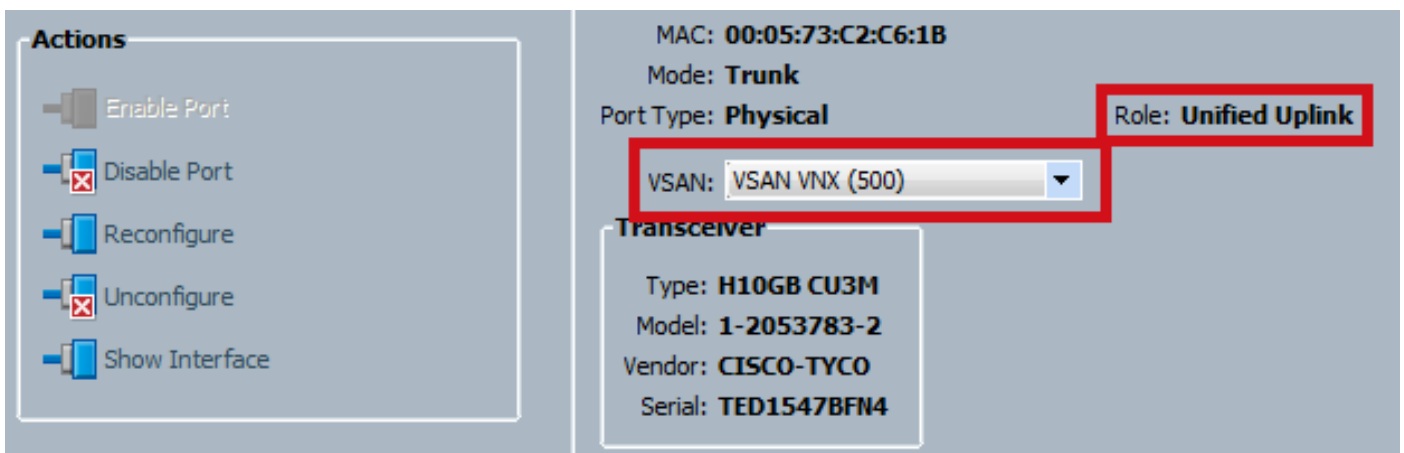 Actions
Enable Port
Disable Port
Reconfigure
Unconfigure
Show Interface
MAC: 00:05:73:C2:C6:1B
Mode: Trunk
Port Type: Physical
Role: Unified Uplink
VSAN: VSAN VNX (500)
Transceiver
Type: H10GB CU3M
Model: 1-2053783-2
Vendor: CISCO-TYCO
Serial: TED1547BFN4